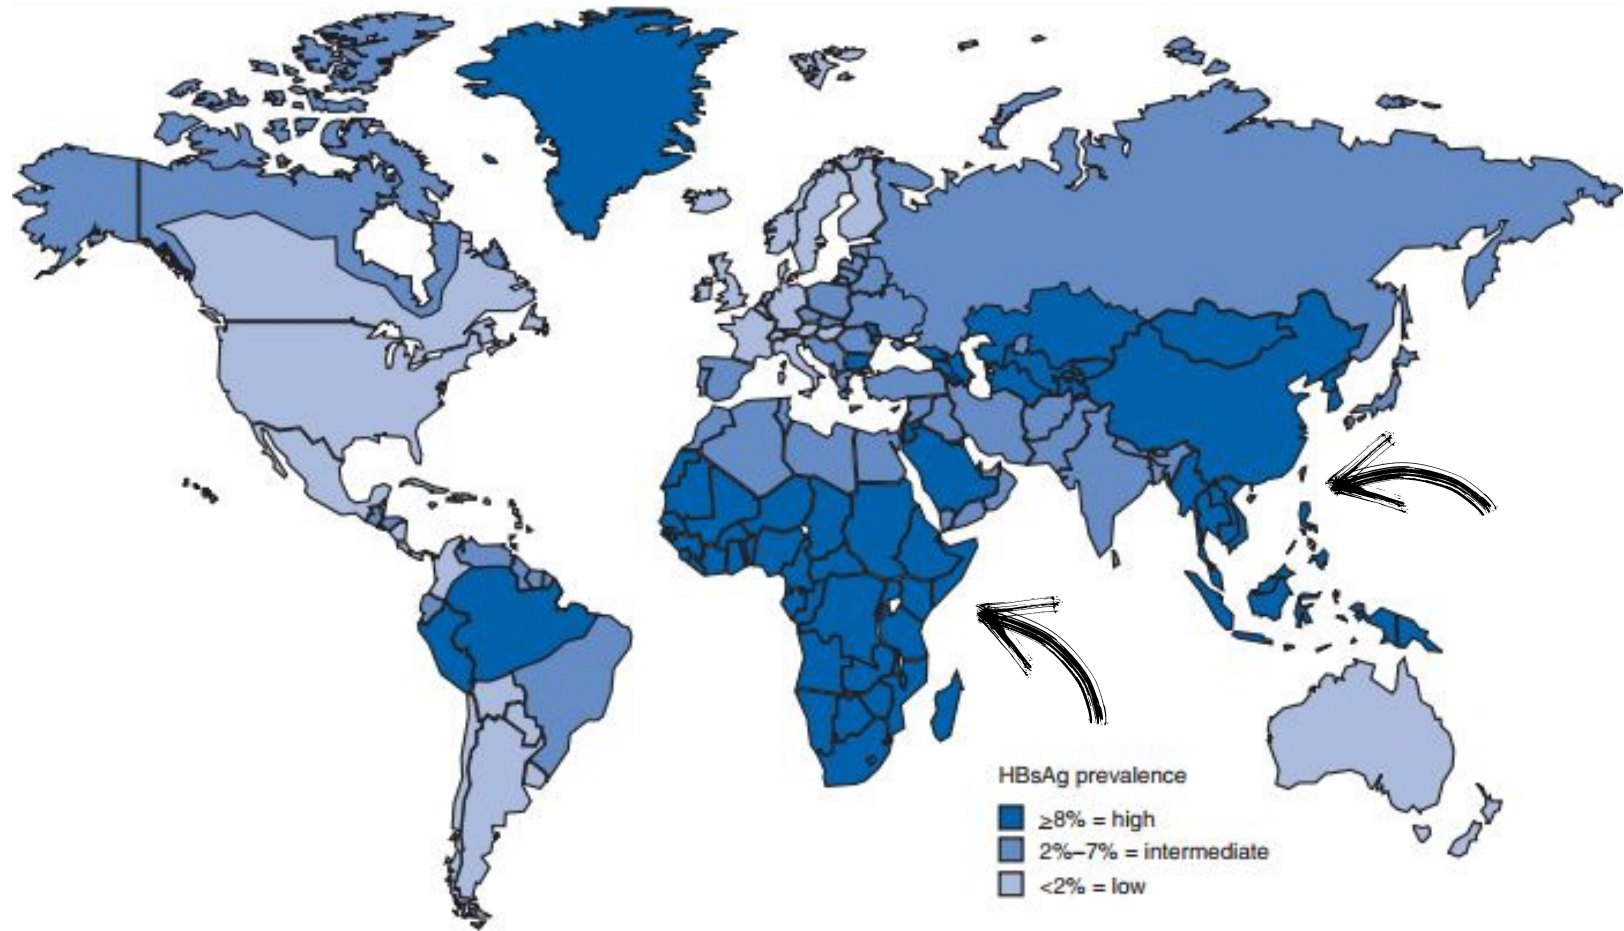 HBsAg prevalence
≥8% = high
2%–7% = intermediate
<2% = low